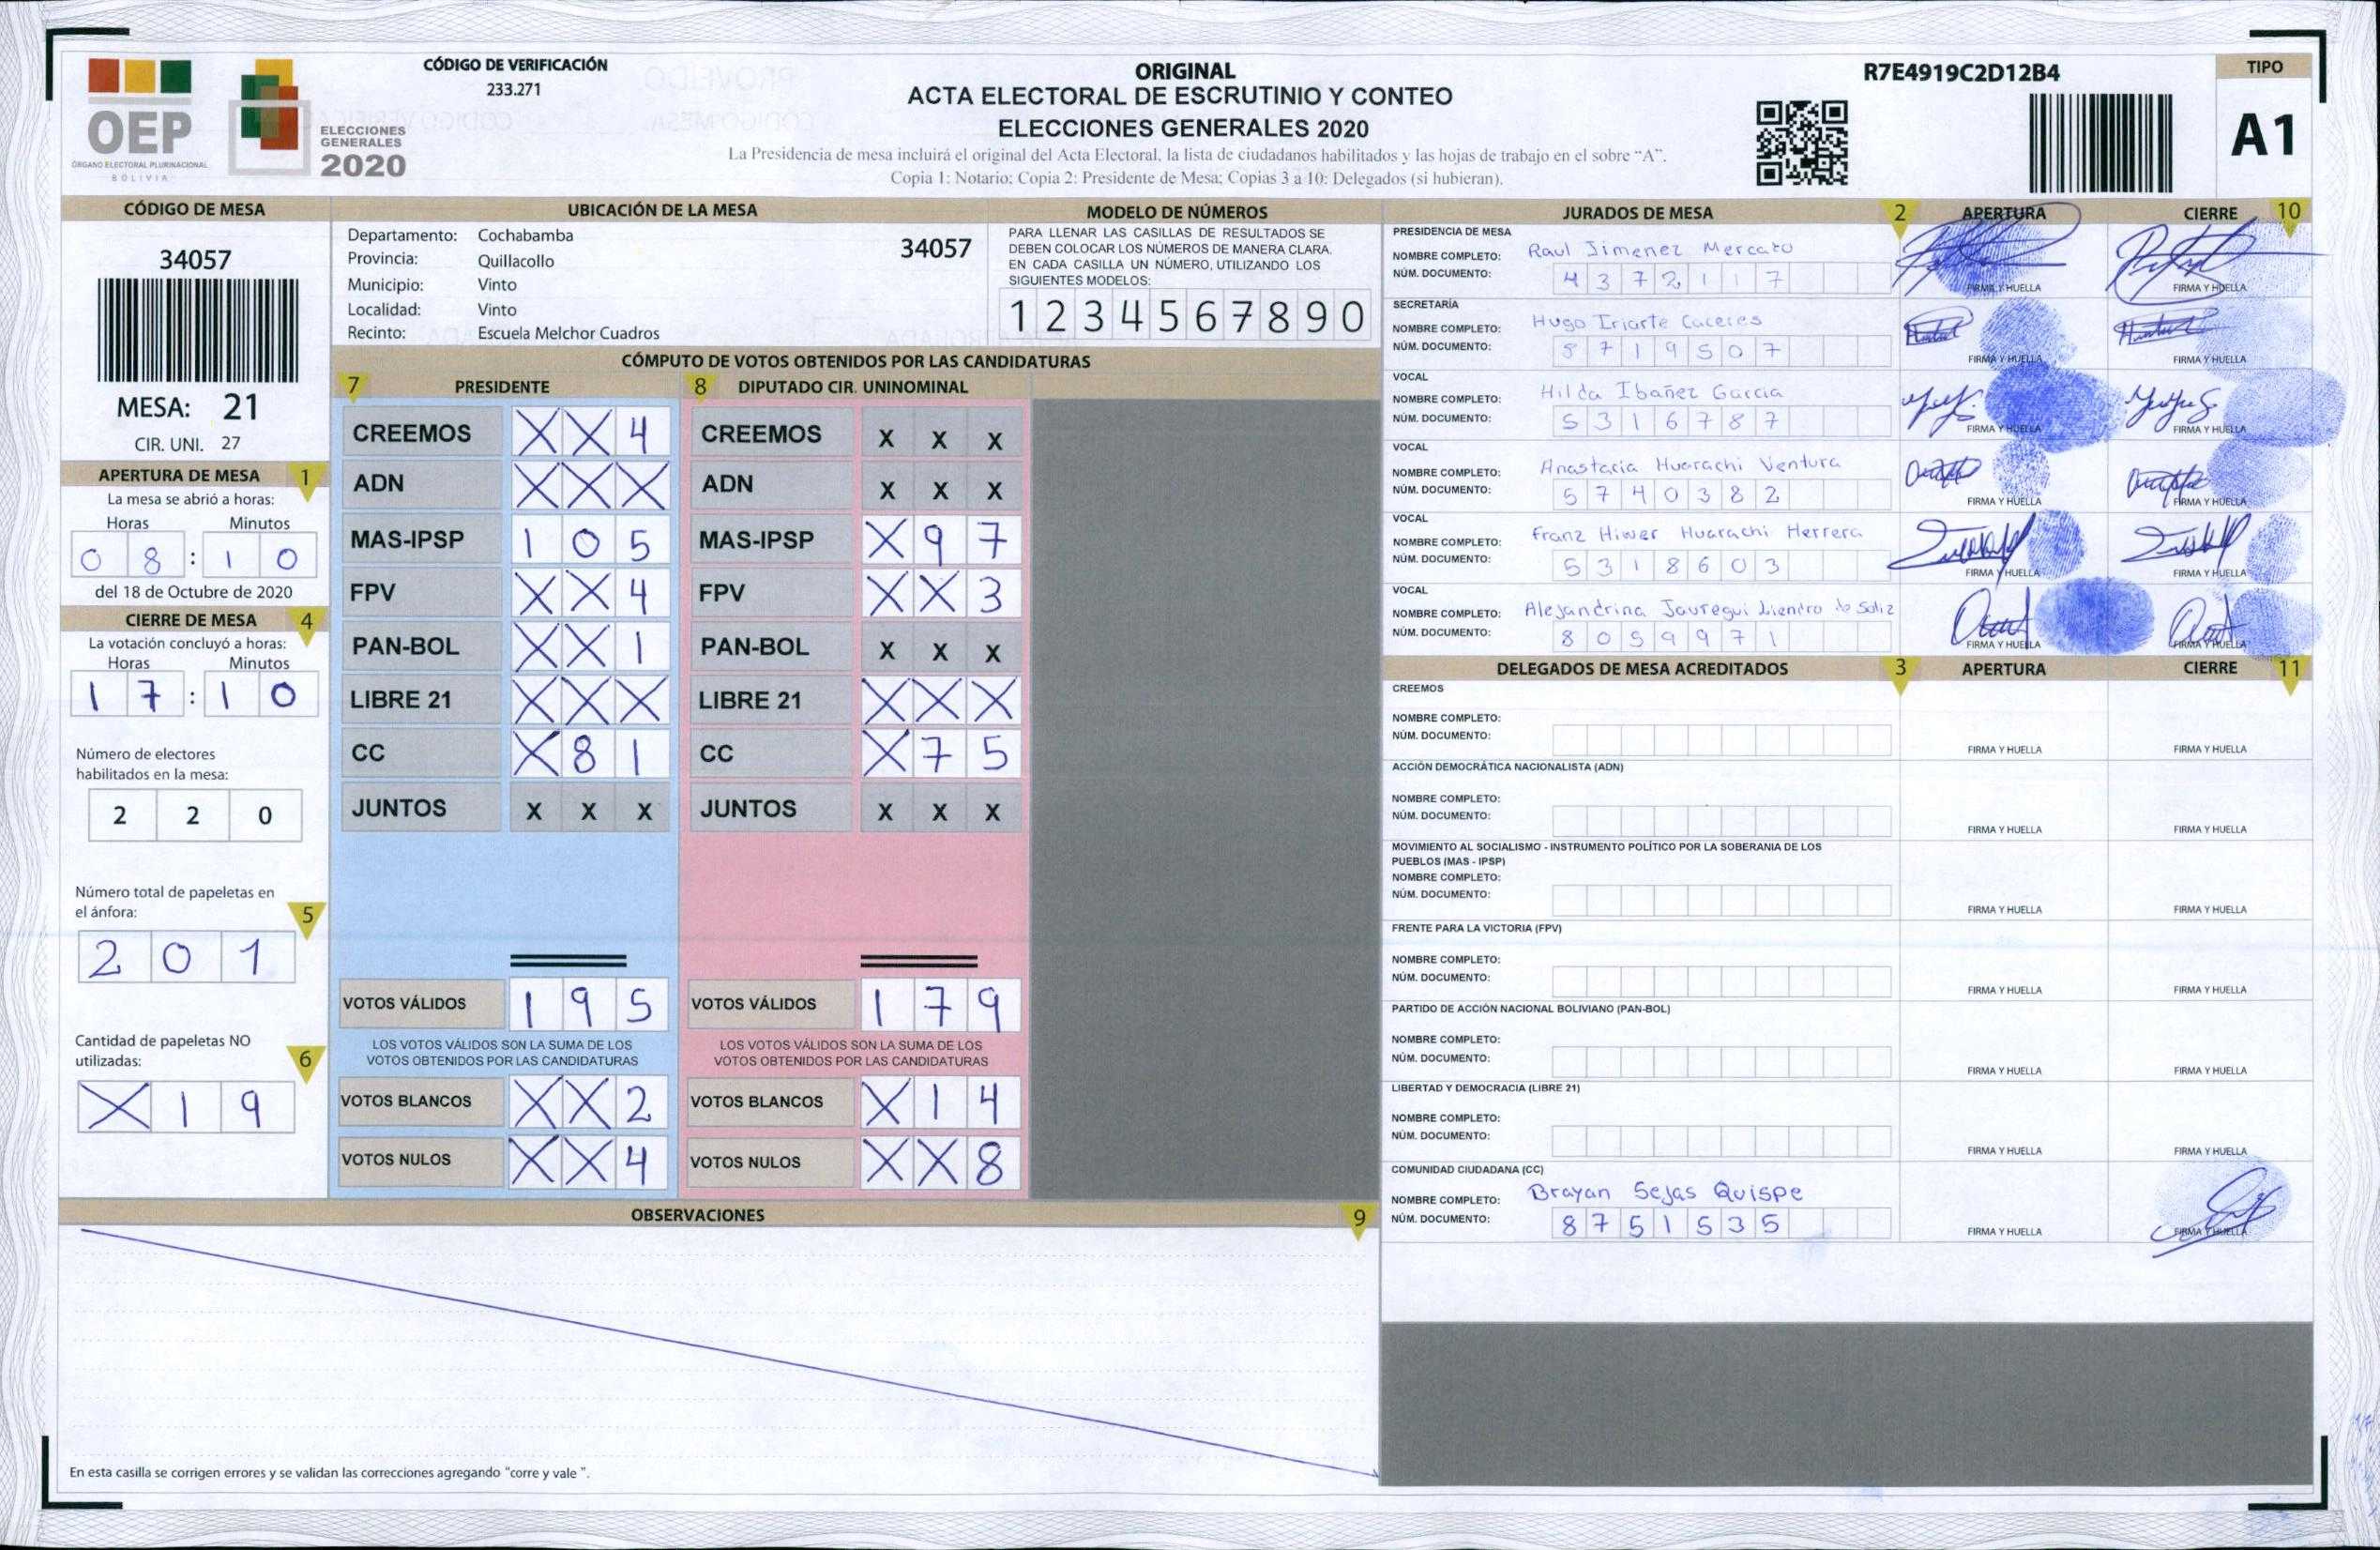 OEP
ÓRGANO ELECTORAL PLURINACIONAL
BOLIVIA
ELECCIONES
GENERALES
2020
CÓDIGO DE VERIFICACIÓN
233.271
ORIGINAL
ACTA ELECTORAL DE ESCRUTINIO Y CONTEO
ELECCIONES GENERALES 2020
La Presidencia de mesa incluirá el original del Acta Electoral, la lista de ciudadanos habilitados y las hojas de trabajo en el sobre "A".
Copia 1: Notario; Copia 2: Presidente de Mesa; Copias 3 a 10: Delegados (si hubieran).
R7E4919C2D12B4
TIPO
A1
CÓDIGO DE MESA
34057
MESA: 21
CIR. UNI. 27
APERTURA DE MESA 1
La mesa se abrió a horas:
Horas Minutos
0 8 : 1 0
del 18 de Octubre de 2020
CIERRE DE MESA 4
La votación concluyó a horas:
Horas Minutos
1 7 : 1 0
Número de electores
habilitados en la mesa:
2 2 0
Número total de papeletas en
el ánfora: 5
2 0 1
Cantidad de papeletas NO
utilizadas: 6
X 1 9
UBICACIÓN DE LA MESA
Departamento: Cochabamba
34057
Provincia: Quillacollo
Municipio: Vinto
Localidad: Vinto
Recinto: Escuela Melchor Cuadros
MODELO DE NÚMEROS
PARA LLENAR LAS CASILLAS DE RESULTADOS SE
DEBEN COLOCAR LOS NÚMEROS DE MANERA CLARA.
EN CADA CASILLA UN NÚMERO, UTILIZANDO LOS
SIGUIENTES MODELOS:
1 2 3 4 5 6 7 8 9 0
CÓMPUTO DE VOTOS OBTENIDOS POR LAS CANDIDATURAS
7 PRESIDENTE 8 DIPUTADO CIR. UNINOMINAL
CREEMOS X X 4 CREEMOS X X X
ADN X X X ADN X X X
MAS-IPSP 1 0 5 MAS-IPSP X 9 7
FPV X X 4 FPV X X 3
PAN-BOL X X 1 PAN-BOL X X X
LIBRE 21 X X X LIBRE 21 X X X
CC X 8 1 CC X 7 5
JUNTOS X X X JUNTOS X X X
VOTOS VÁLIDOS 1 9 5 VOTOS VÁLIDOS 1 7 9
LOS VOTOS VÁLIDOS SON LA SUMA DE LOS LOS VOTOS VÁLIDOS SON LA SUMA DE LOS
VOTOS OBTENIDOS POR LAS CANDIDATURAS VOTOS OBTENIDOS POR LAS CANDIDATURAS
VOTOS BLANCOS X X 2 VOTOS BLANCOS X 1 4
VOTOS NULOS X X 4 VOTOS NULOS X X 8
OBSERVACIONES 9
En esta casilla se corrigen errores y se validan las correcciones agregando "corre y vale ".
JURADOS DE MESA 2 APERTURA CIERRE 10
PRESIDENCIA DE MESA
NOMBRE COMPLETO: Raul Jimenez Mercato
NÚM. DOCUMENTO: 4 3 7 2 1 1 7
FIRMA Y HUELLA FIRMA Y HUELLA
SECRETARÍA
NOMBRE COMPLETO: Hugo Iriarte Caceres
NÚM. DOCUMENTO: 8 7 1 9 5 0 7
FIRMA Y HUELLA FIRMA Y HUELLA
VOCAL
NOMBRE COMPLETO: Hilda Ibañez Garcia
NÚM. DOCUMENTO: 5 3 1 6 7 8 7
FIRMA Y HUELLA FIRMA Y HUELLA
VOCAL
NOMBRE COMPLETO: Anastacia Huarachi Ventura
NÚM. DOCUMENTO: 5 7 4 0 3 8 2
FIRMA Y HUELLA FIRMA Y HUELLA
VOCAL
NOMBRE COMPLETO: Franz Hiwer Huarachi Herrera
NÚM. DOCUMENTO: 5 3 1 8 6 0 3
FIRMA Y HUELLA FIRMA Y HUELLA
VOCAL
NOMBRE COMPLETO: Alejandrina Jauregui Liendro de Soliz
NÚM. DOCUMENTO: 8 0 5 9 9 7 1
FIRMA Y HUELLA FIRMA Y HUELLA
DELEGADOS DE MESA ACREDITADOS 3 APERTURA CIERRE 11
CREEMOS
NOMBRE COMPLETO:
NÚM. DOCUMENTO:
FIRMA Y HUELLA FIRMA Y HUELLA
ACCIÓN DEMOCRÁTICA NACIONALISTA (ADN)
NOMBRE COMPLETO:
NÚM. DOCUMENTO:
FIRMA Y HUELLA FIRMA Y HUELLA
MOVIMIENTO AL SOCIALISMO - INSTRUMENTO POLÍTICO POR LA SOBERANIA DE LOS
PUEBLOS (MAS - IPSP)
NOMBRE COMPLETO:
NÚM. DOCUMENTO:
FIRMA Y HUELLA FIRMA Y HUELLA
FRENTE PARA LA VICTORIA (FPV)
NOMBRE COMPLETO:
NÚM. DOCUMENTO:
FIRMA Y HUELLA FIRMA Y HUELLA
PARTIDO DE ACCIÓN NACIONAL BOLIVIANO (PAN-BOL)
NOMBRE COMPLETO:
NÚM. DOCUMENTO:
FIRMA Y HUELLA FIRMA Y HUELLA
LIBERTAD Y DEMOCRACIA (LIBRE 21)
NOMBRE COMPLETO:
NÚM. DOCUMENTO:
FIRMA Y HUELLA FIRMA Y HUELLA
COMUNIDAD CIUDADANA (CC)
NOMBRE COMPLETO: Brayan Sejas Quispe
NÚM. DOCUMENTO: 8 7 5 1 5 3 5
FIRMA Y HUELLA FIRMA Y HUELLA